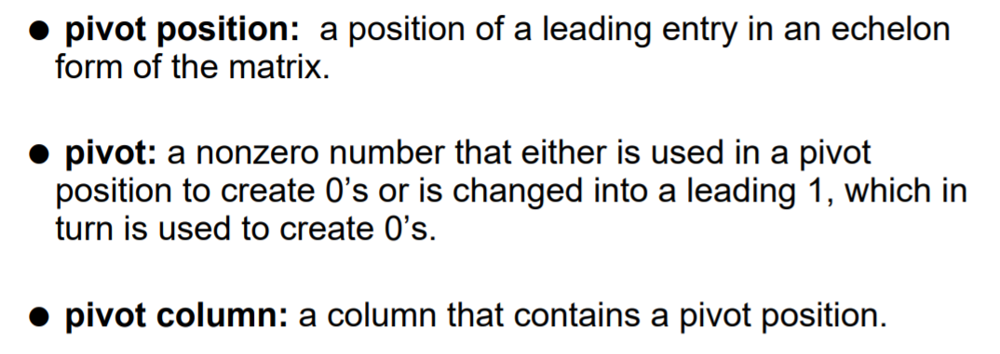 ● pivot position:  a position of a leading entry in an echelon
form of the matrix.
● pivot: a nonzero number that either is used in a pivot
position to create 0’s or is changed into a leading 1, which in
turn is used to create 0’s.
● pivot column: a column that contains a pivot position.